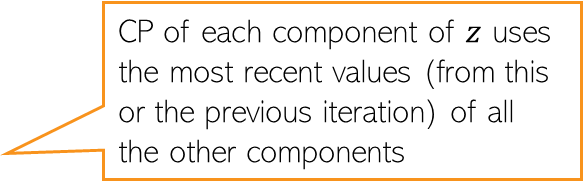 CP of each component of z uses
the most recent values (from this
or the previous iteration) of all
the other components